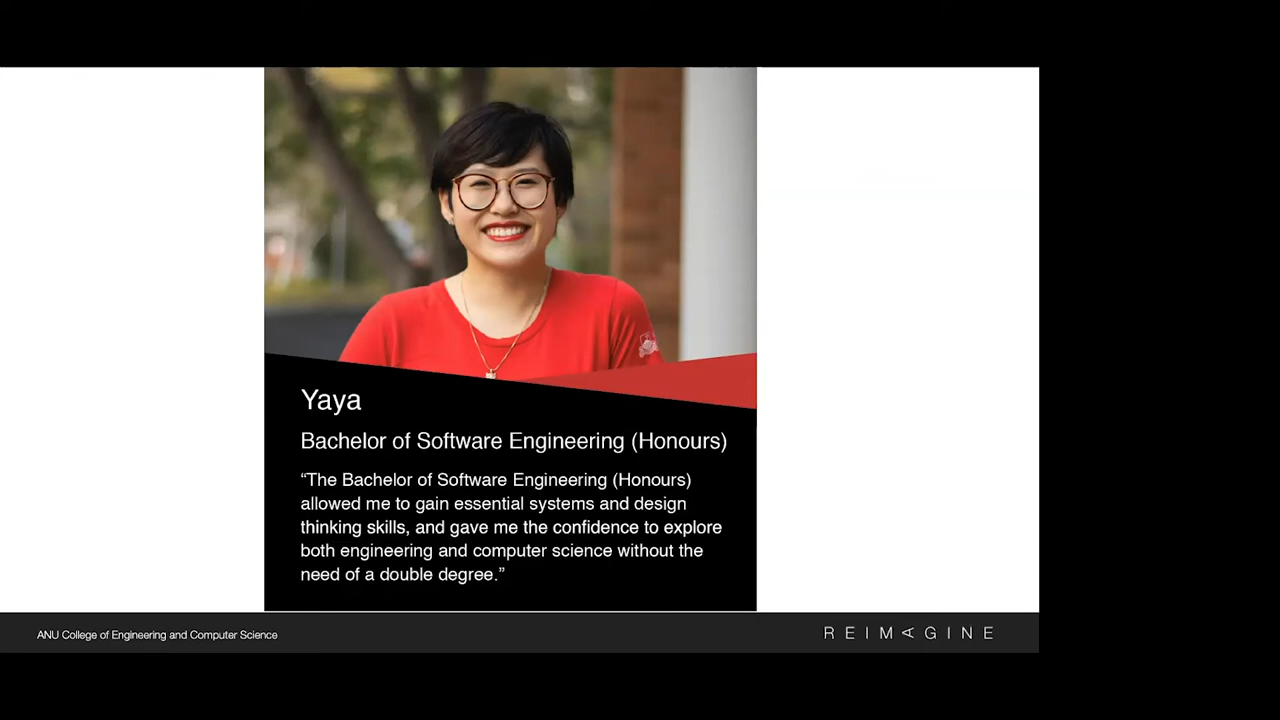 Yaya
Bachelor of Software Engineering (Honours)
“The Bachelor of Software Engineering (Honours)
allowed me to gain essential systems and design
thinking skills, and gave me the confidence to explore
both engineering and computer science without the
need of a double degree.”
ANU College of Engineering and Computer Science
REIMAGINE